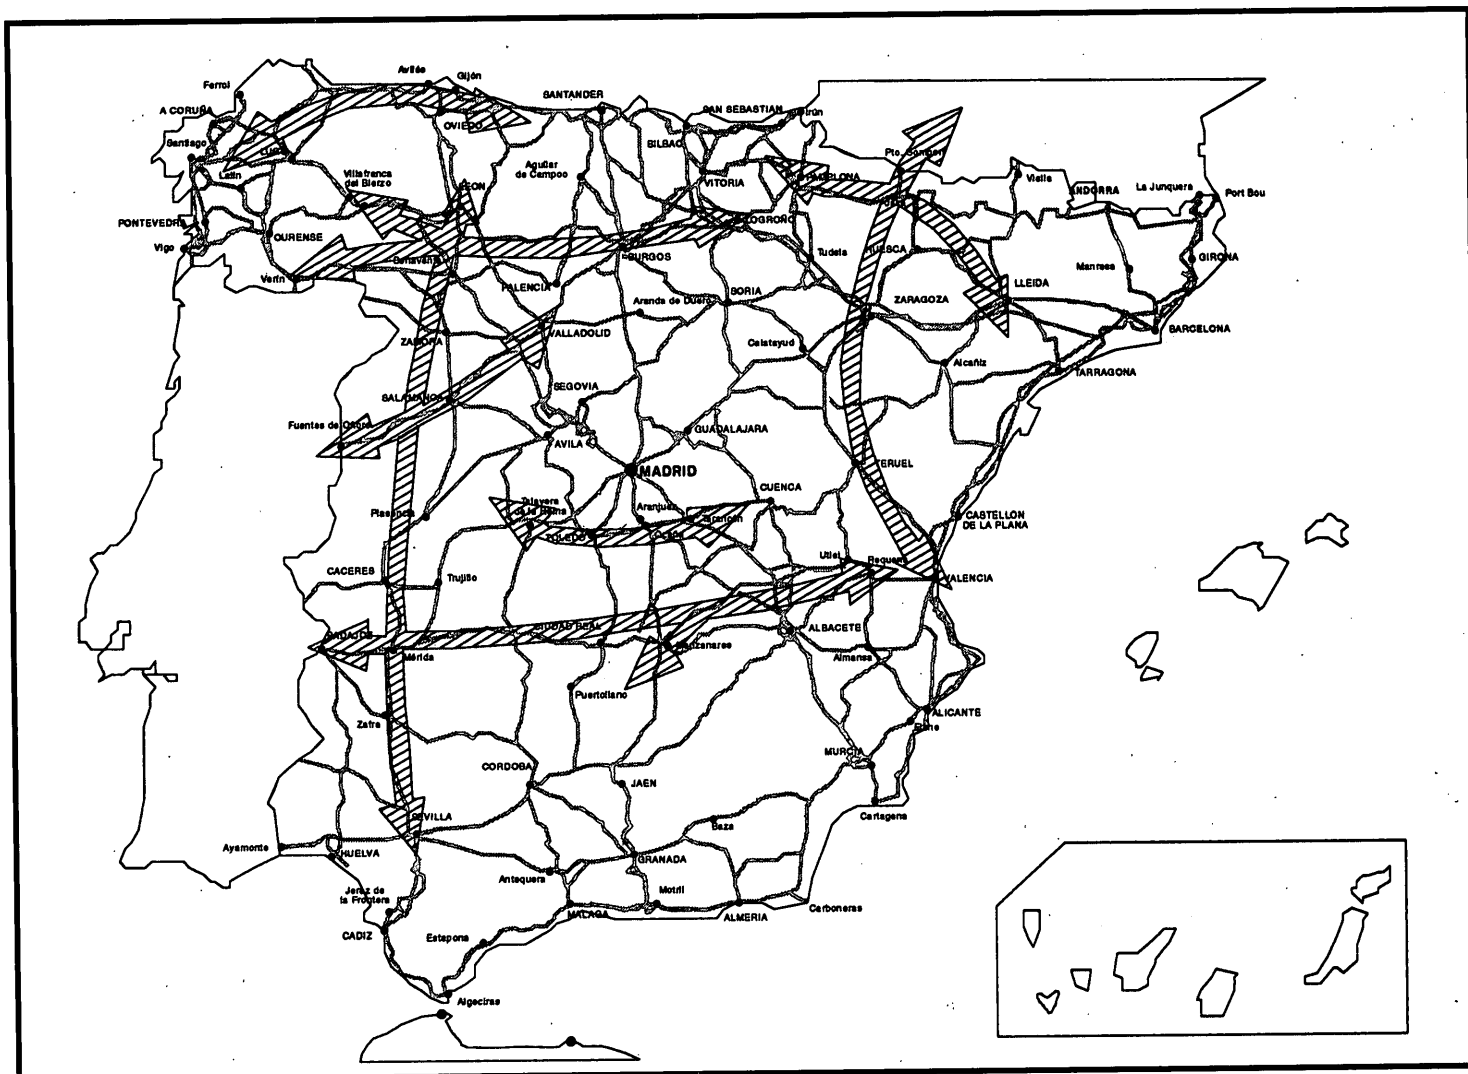 Avilés
Gijón
Ferrol
SANTANDER
A CORUÑA
SAN SEBASTIAN
Irún
OVIEDO
Santiago
BILBAO
LUGO
Pto.
Aguilar
de Campoo
Lalín
Villafranca
del Bierzo
VITORIA
PAMPLONA
Viella
ANDORRA
La Junquera
Port Bou
LEON
PONTEVEDRA
LOGROÑO
OURENSE
Vigo
BURGOS
Tudela
HUESCA
GIRONA
Manresa
Verín
PALENCIA
LLEIDA
SORIA
Aranda de Duero
ZARAGOZA
VALLADOLID
BARCELONA
ZAMORA
Calatayud
Alcañiz
TARRAGONA
SEGOVIA
SALAMANCA
Fuentes de Oñoro
GUADALAJARA
AVILA
TERUEL
MADRID
CUENCA
Talavera
de la Reina
Plasencia
Aranjuez
Tarancón
CASTELLON
DE LA PLANA
TOLEDO
Utiel
Requena
CACERES
Trujillo
VALENCIA
CIUDAD REAL
BADAJOZ
ALBACETE
Manzanares
Mérida
Almansa
Puertollano
ALICANTE
Zafra
Elche
MURCIA
CORDOBA
JAEN
Cartagena
SEVILLA
Baza
Ayamonte
HUELVA
GRANADA
Antequera
Jerez de
la Frontera
Motril
MALAGA
ALMERIA
Carboneras
CADIZ
Estepona
Algeciras